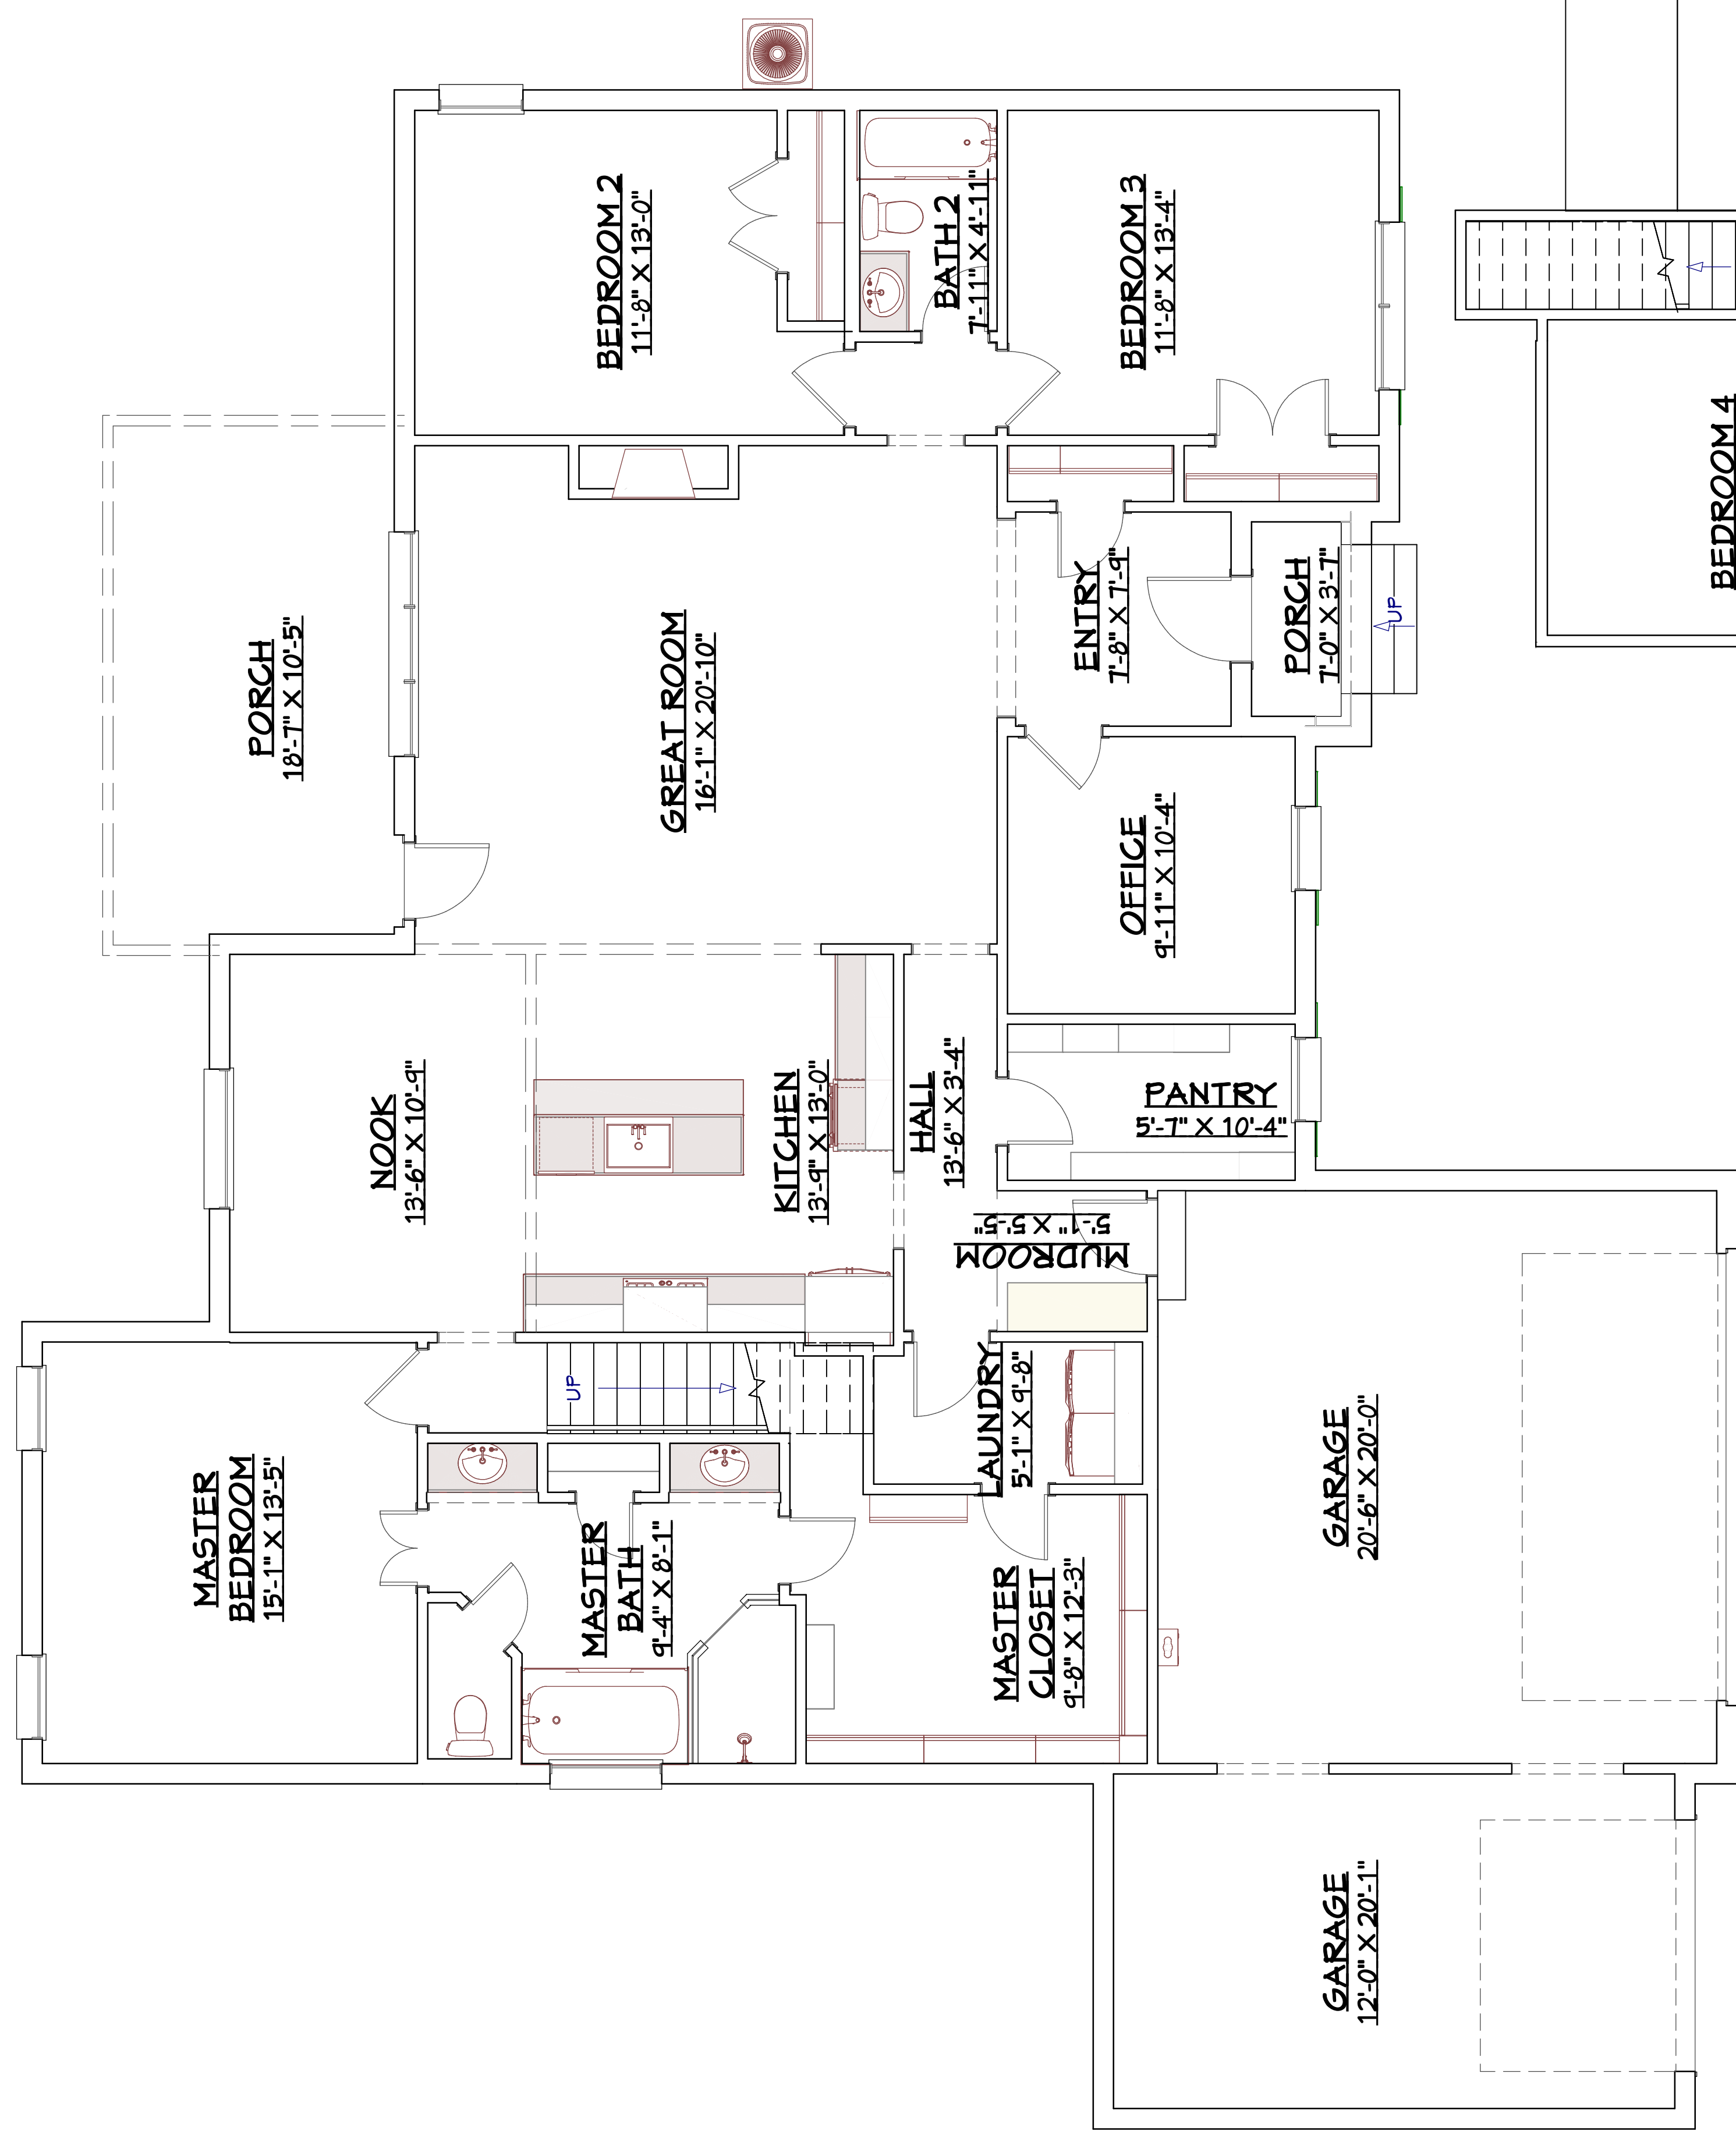 BEDROOM 2
11'-8" X 13'-0"
BATH 2
7'-11" X 4'-11"
BEDROOM 3
11'-8" X 13'-4"
BEDROOM 4
PORCH
18'-7" X 10'-5"
GREAT ROOM
16'-1" X 20'-10"
ENTRY
7'-8" X 7'-9"
PORCH
7'-0" X 3'-7"
UP
OFFICE
9'-11" X 10'-4"
NOOK
13'-6" X 10'-9"
KITCHEN
13'-9" X 13'-0"
HALL
13'-6" X 3'-4"
PANTRY
5'-7" X 10'-4"
MUDROOM
5'-1" X 5'-5"
UP
LAUNDRY
5'-1" X 9'-8"
MASTER
BEDROOM
15'-1" X 13'-5"
MASTER
BATH
9'-4" X 8'-1"
MASTER
CLOSET
9'-8" X 12'-3"
GARAGE
20'-6" X 20'-0"
GARAGE
12'-0" X 20'-1"